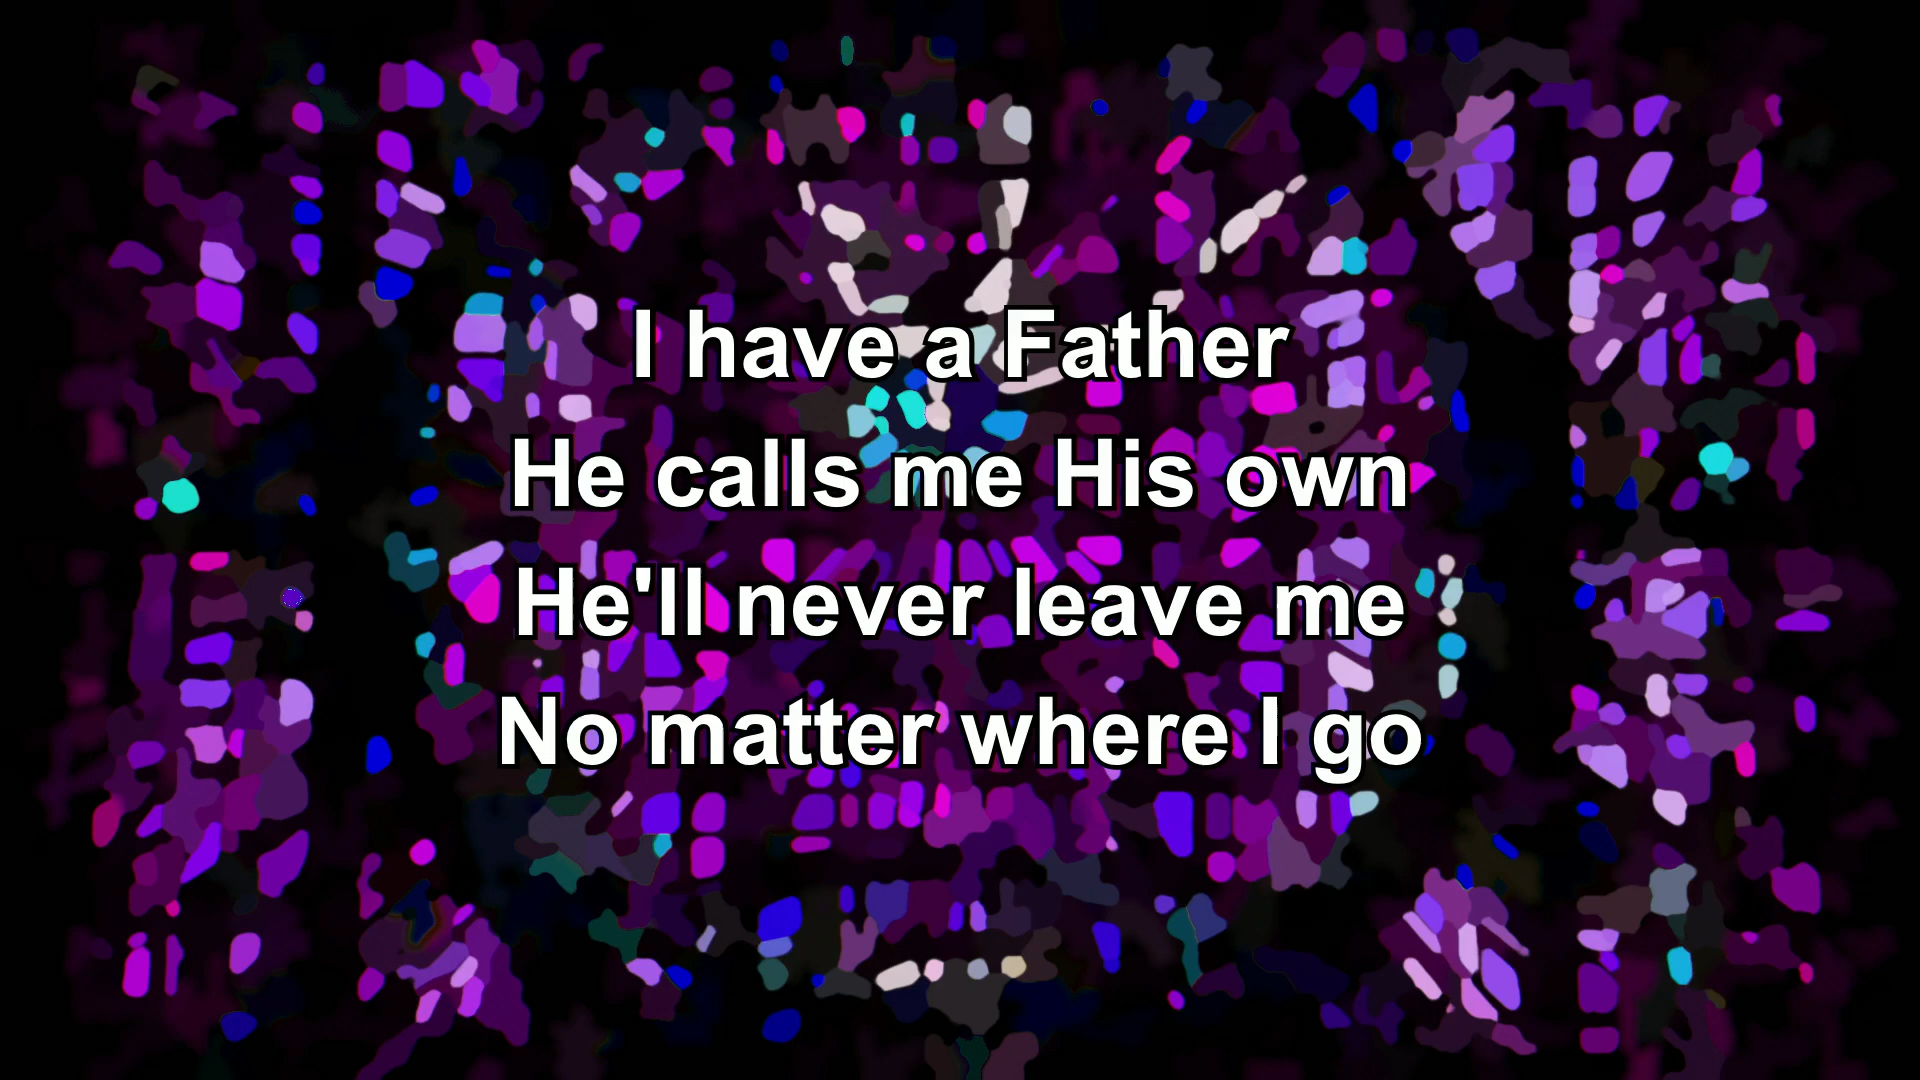 I have a Father
He calls me His own
He'll never leave me
No matter where I go